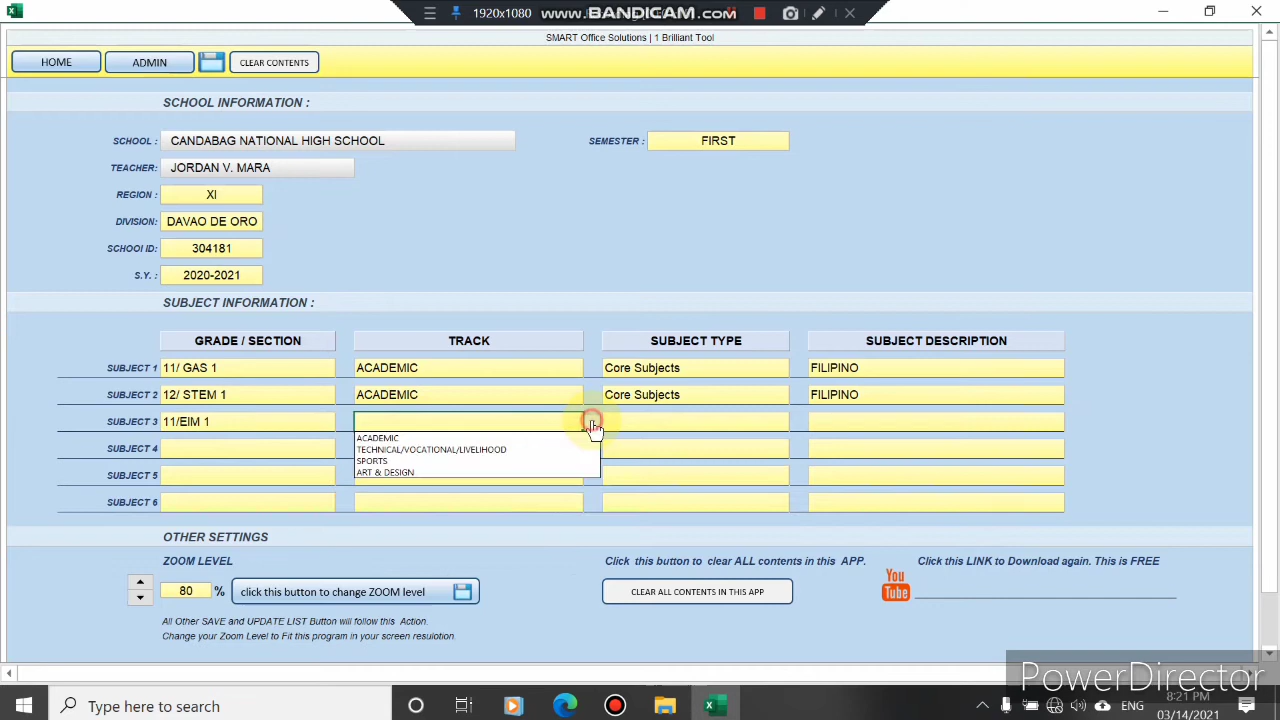 1920x1080
www.BANDICAM.com
SMART Office Solutions | 1 Brilliant Tool
HOME
ADMIN
CLEAR CONTENTS
SCHOOL INFORMATION :
SCHOOL : CANDABAG NATIONAL HIGH SCHOOL
SEMESTER : FIRST
TEACHER: JORDAN V. MARA
REGION : XI
DIVISION: DAVAO DE ORO
SCHOOl ID: 304181
S.Y. : 2020-2021
SUBJECT INFORMATION :
GRADE / SECTION TRACK SUBJECT TYPE SUBJECT DESCRIPTION
SUBJECT 1 11/ GAS 1 ACADEMIC Core Subjects FILIPINO
SUBJECT 2 12/ STEM 1 ACADEMIC Core Subjects FILIPINO
SUBJECT 3 11/EIM 1
ACADEMIC
SUBJECT 4 TECHNICAL/VOCATIONAL/LIVELIHOOD
SPORTS
SUBJECT 5 ART & DESIGN
SUBJECT 6
OTHER SETTINGS
ZOOM LEVEL
Click this button to clear ALL contents in this APP.
Click this LINK to Download again. This is FREE
80 %
click this button to change ZOOM level
CLEAR ALL CONTENTS IN THIS APP
You
Tube
All Other SAVE and UPDATE LIST Button will follow this Action.
Change your Zoom Level to Fit this program in your screen resulotion.
PowerDirector
Type here to search
ENG
8:21 PM
03/14/2021